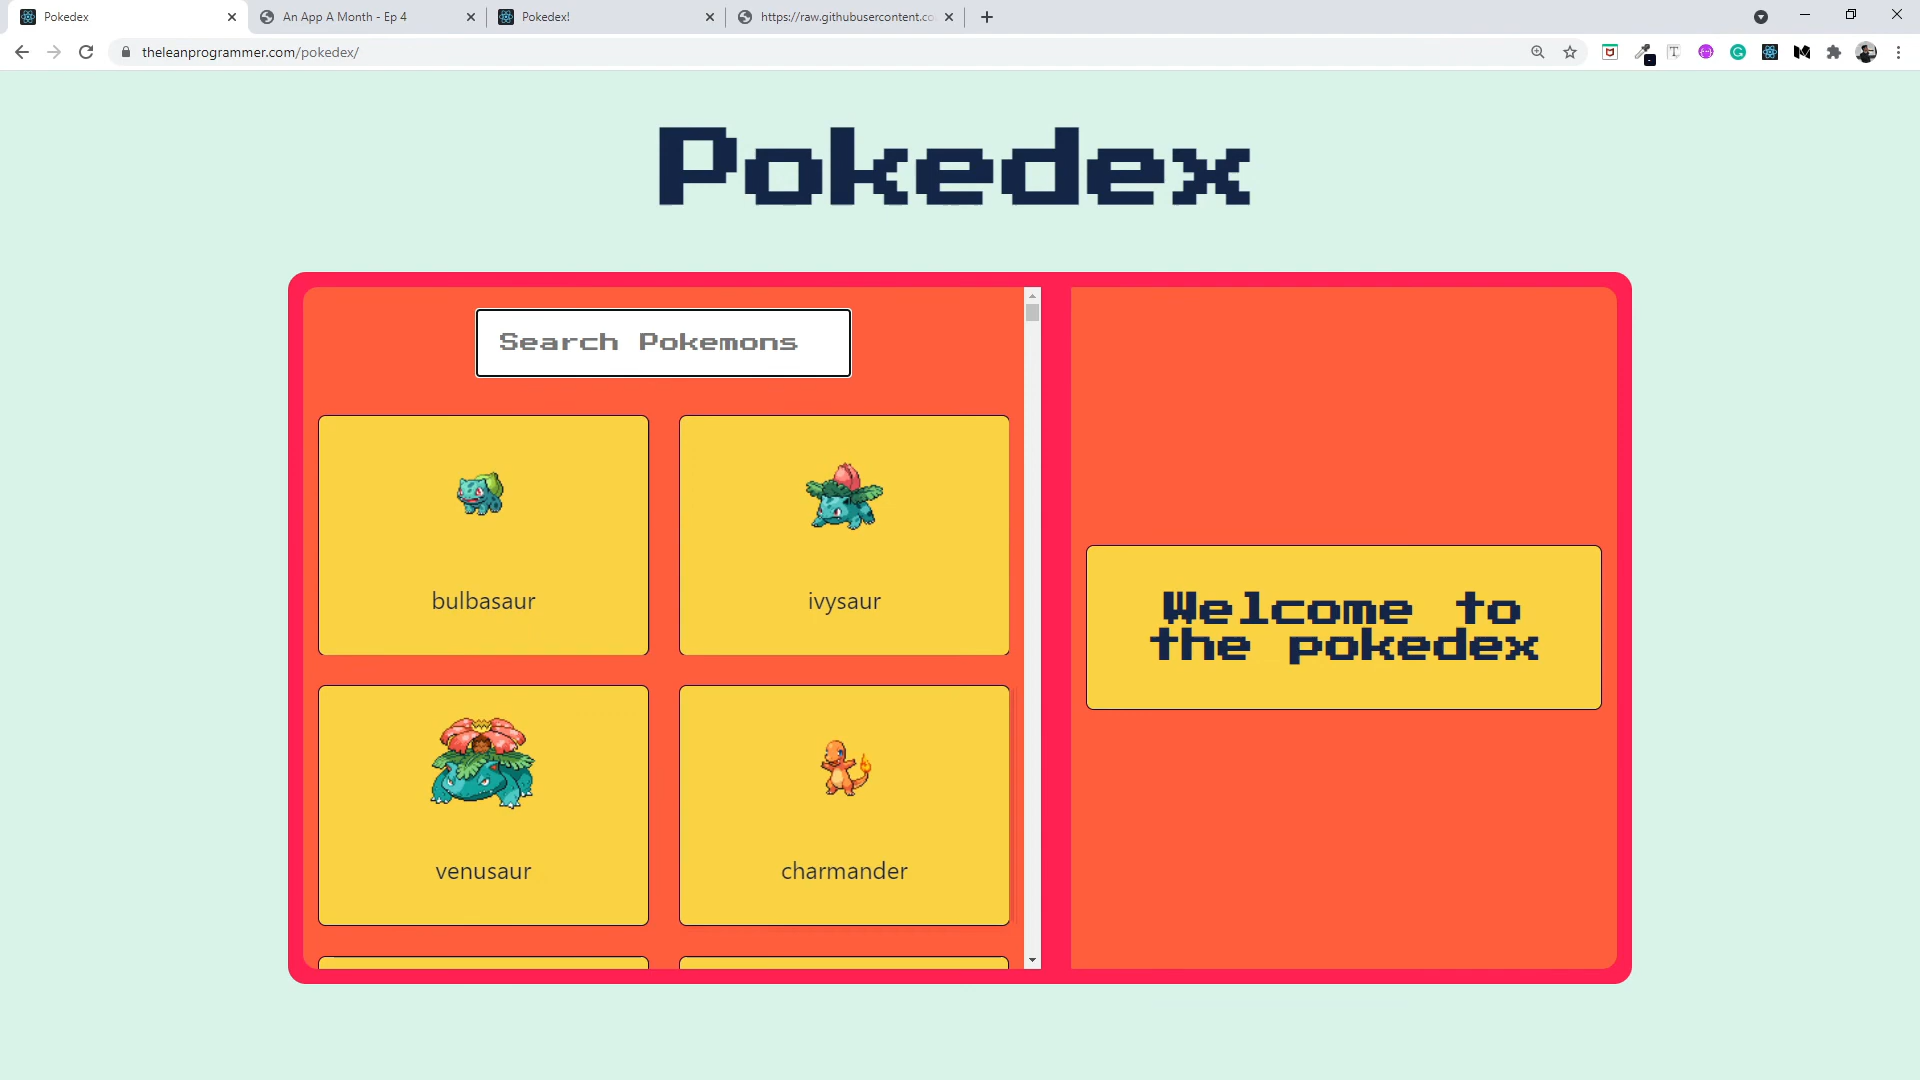 Pokedex
An App A Month - Ep 4
Pokedex!
https://raw.githubusercontent.co
theleanprogrammer.com/pokedex/
Pokedex
Search Pokemons
bulbasaur
ivysaur
venusaur
charmander
Welcome to
the pokedex